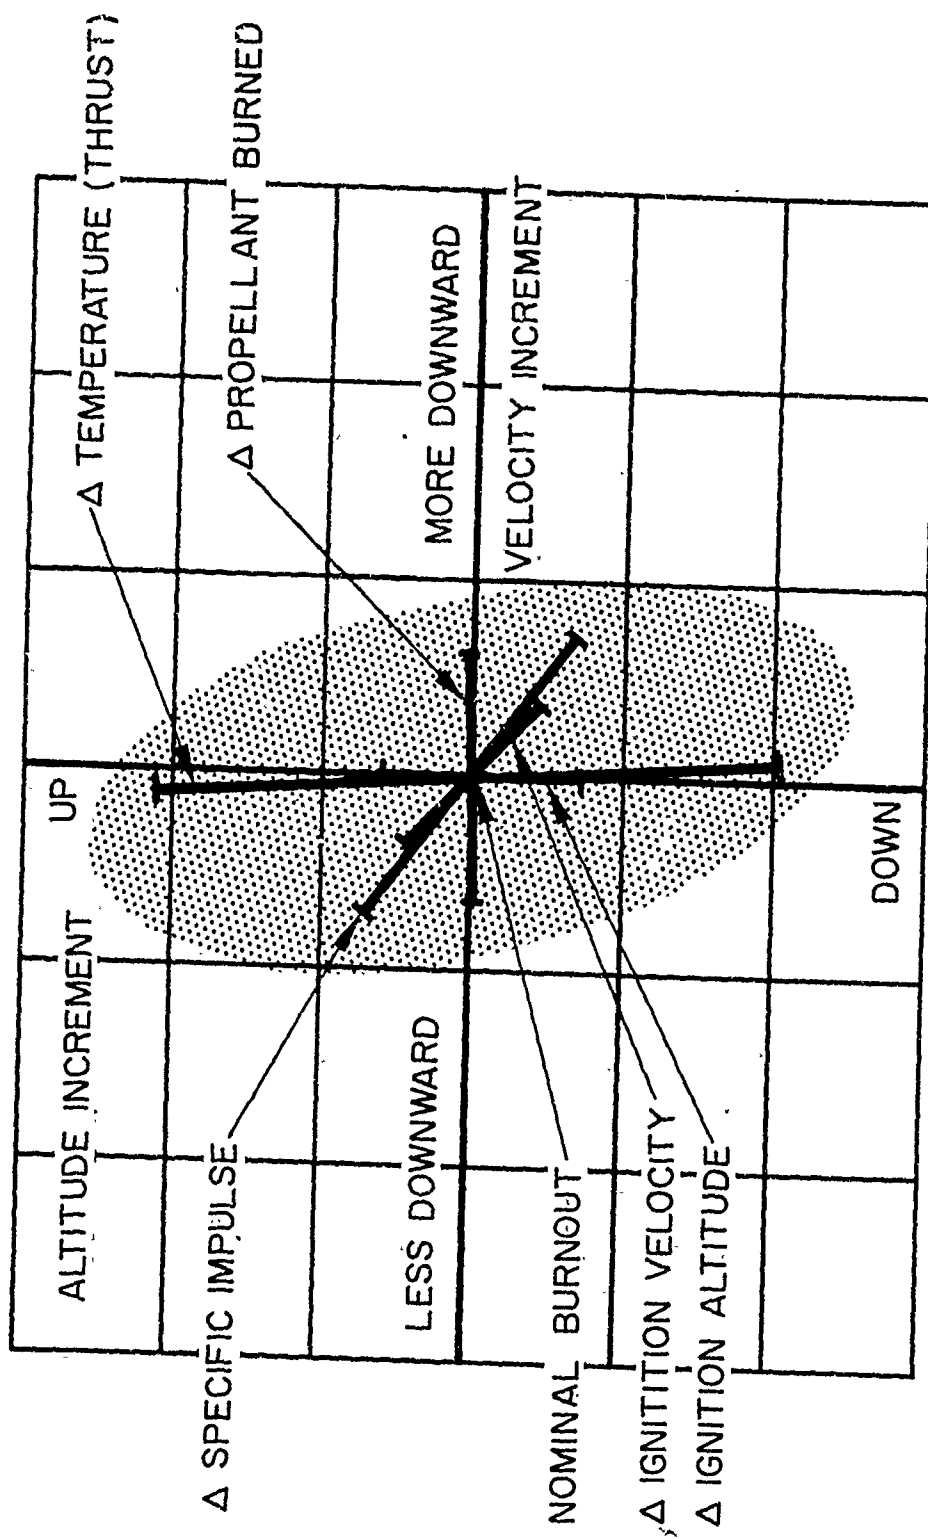 Δ TEMPERATURE (THRUST)
Δ PROPELLANT BURNED
UP
ALTITUDE INCREMENT
Δ SPECIFIC IMPULSE
MORE DOWNWARD
LESS DOWNWARD
VELOCITY INCREMENT
NOMINAL BURNOUT
Δ IGNITITION VELOCITY
Δ IGNITION ALTITUDE
DOWN